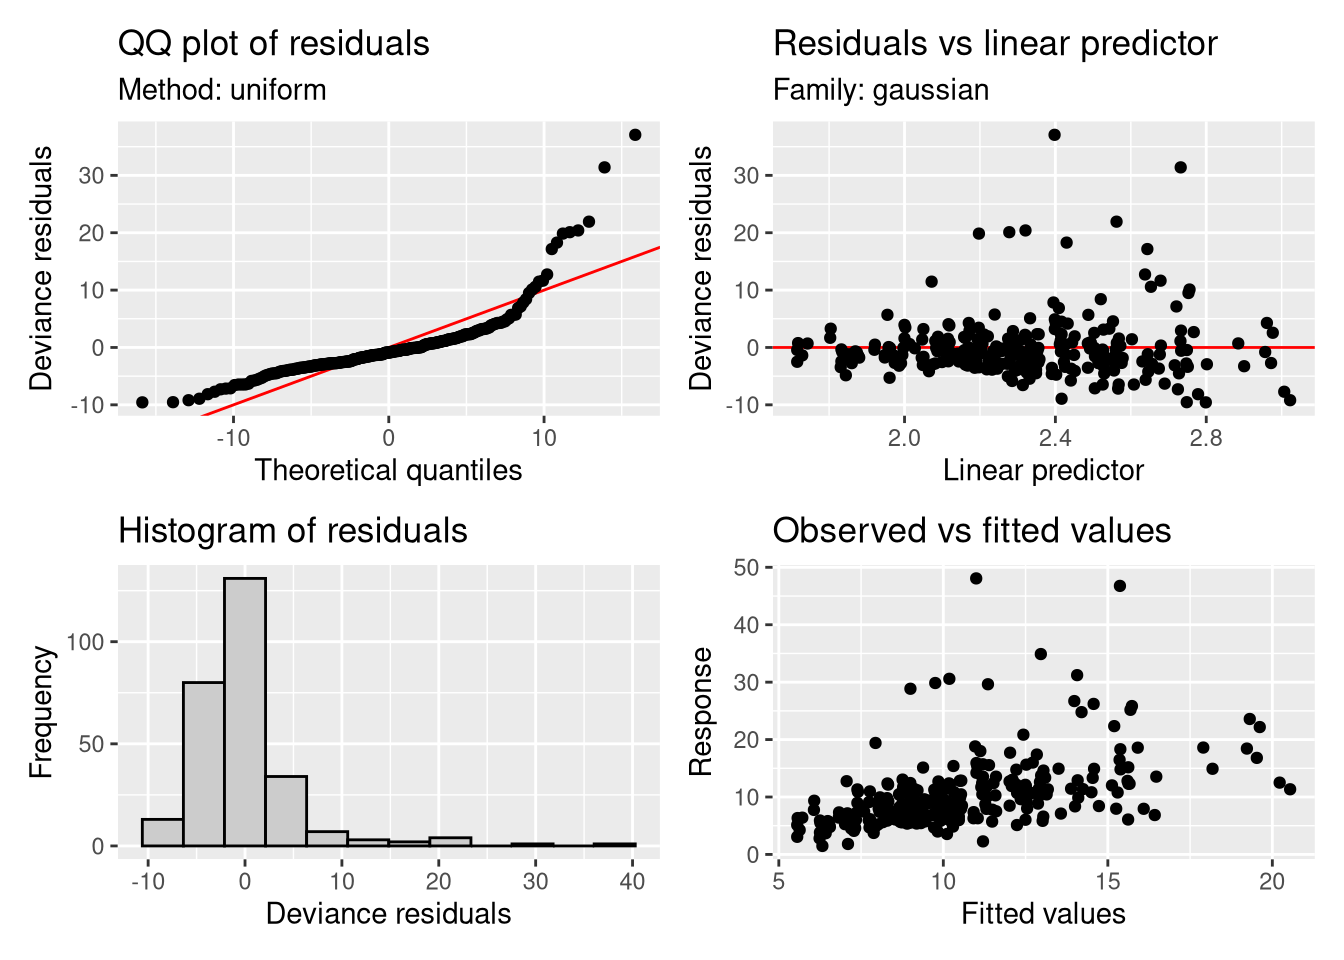 QQ plot of residuals
Method: uniform
Deviance residuals
30
20
10
0
-10
-10
0
10
Theoretical quantiles
Residuals vs linear predictor
Family: gaussian
Deviance residuals
30
20
10
0
-10
2.0
2.4
2.8
Linear predictor
Histogram of residuals
Frequency
100
50
0
-10
0
10
20
30
40
Deviance residuals
Observed vs fitted values
Response
50
40
30
20
10
0
5
10
15
20
Fitted values